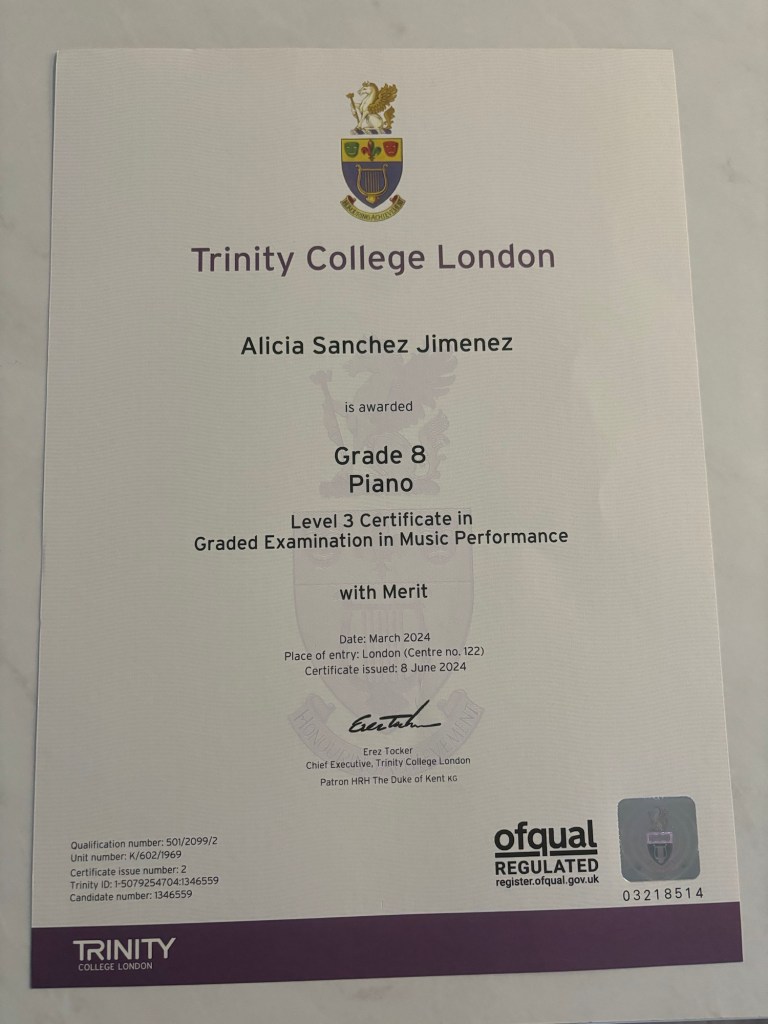 Trinity College London
Alicia Sanchez Jimenez
is awarded
Grade 8
Piano
Level 3 Certificate in
Graded Examination in Music Performance
with Merit
Date: March 2024
Place of entry: London (Centre no. 122)
Certificate issued: 8 June 2024
Erez Tocker
Chief Executive, Trinity College London
Patron HRH The Duke of Kent KG
Qualification number: 501/2099/2
Unit number: K/602/1969
Certificate issue number: 2
Trinity ID: 1-5079254704:1346559
Candidate number: 1346559
ofqual
REGULATED
register.ofqual.gov.uk
03218514
TRINITY
COLLEGE LONDON